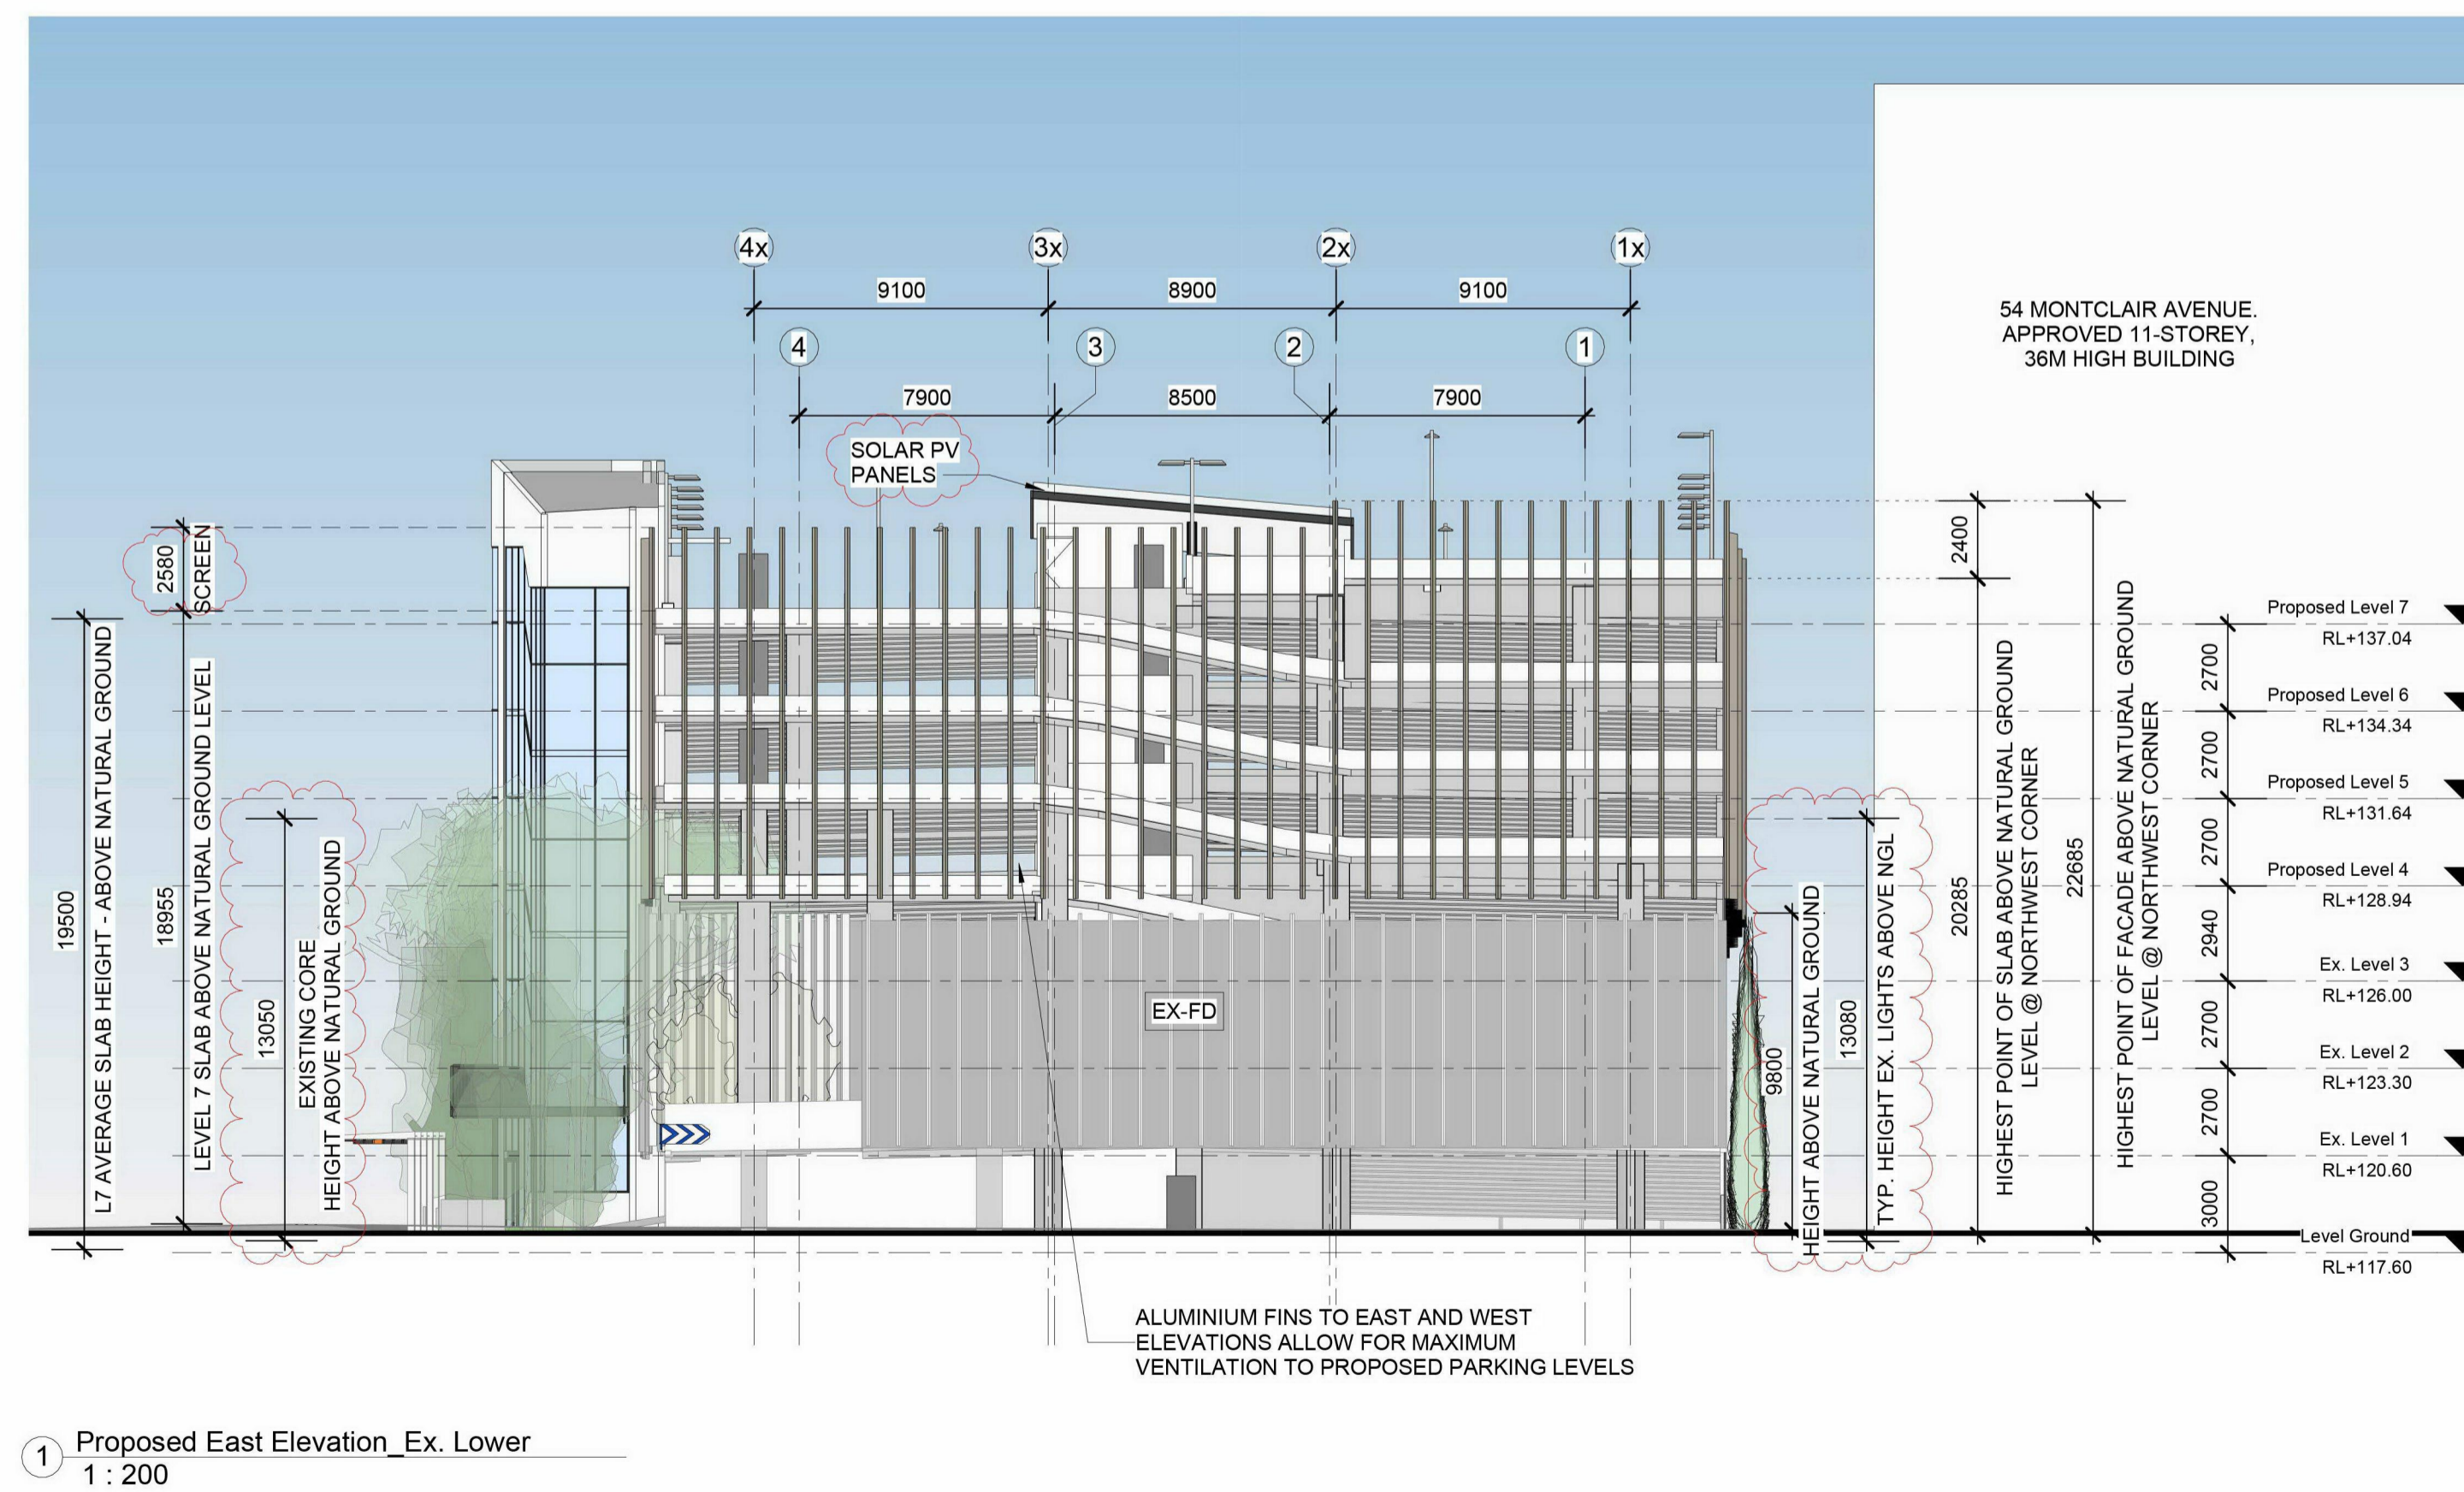 4x
3x
2x
1x
9100
8900
9100
4
3
2
1
7900
8500
7900
SOLAR PV
PANELS
54 MONTCLAIR AVENUE.
APPROVED 11-STOREY,
36M HIGH BUILDING
19500
L7 AVERAGE SLAB HEIGHT - ABOVE NATURAL GROUND
2580
SCREEN
18955
LEVEL 7 SLAB ABOVE NATURAL GROUND LEVEL
13050
EXISTING CORE
HEIGHT ABOVE NATURAL GROUND
EX-FD
9800
HEIGHT ABOVE NATURAL GROUND
13080
TYP. HEIGHT EX. LIGHTS ABOVE NGL
2400
20285
HIGHEST POINT OF SLAB ABOVE NATURAL GROUND
LEVEL @ NORTHWEST CORNER
22685
HIGHEST POINT OF FACADE ABOVE NATURAL GROUND
LEVEL @ NORTHWEST CORNER
2700
2700
2700
2940
2700
2700
3000
Proposed Level 7
RL+137.04
Proposed Level 6
RL+134.34
Proposed Level 5
RL+131.64
Proposed Level 4
RL+128.94
Ex. Level 3
RL+126.00
Ex. Level 2
RL+123.30
Ex. Level 1
RL+120.60
Level Ground
RL+117.60
ALUMINIUM FINS TO EAST AND WEST
ELEVATIONS ALLOW FOR MAXIMUM
VENTILATION TO PROPOSED PARKING LEVELS
1
Proposed East Elevation_Ex. Lower
1 : 200